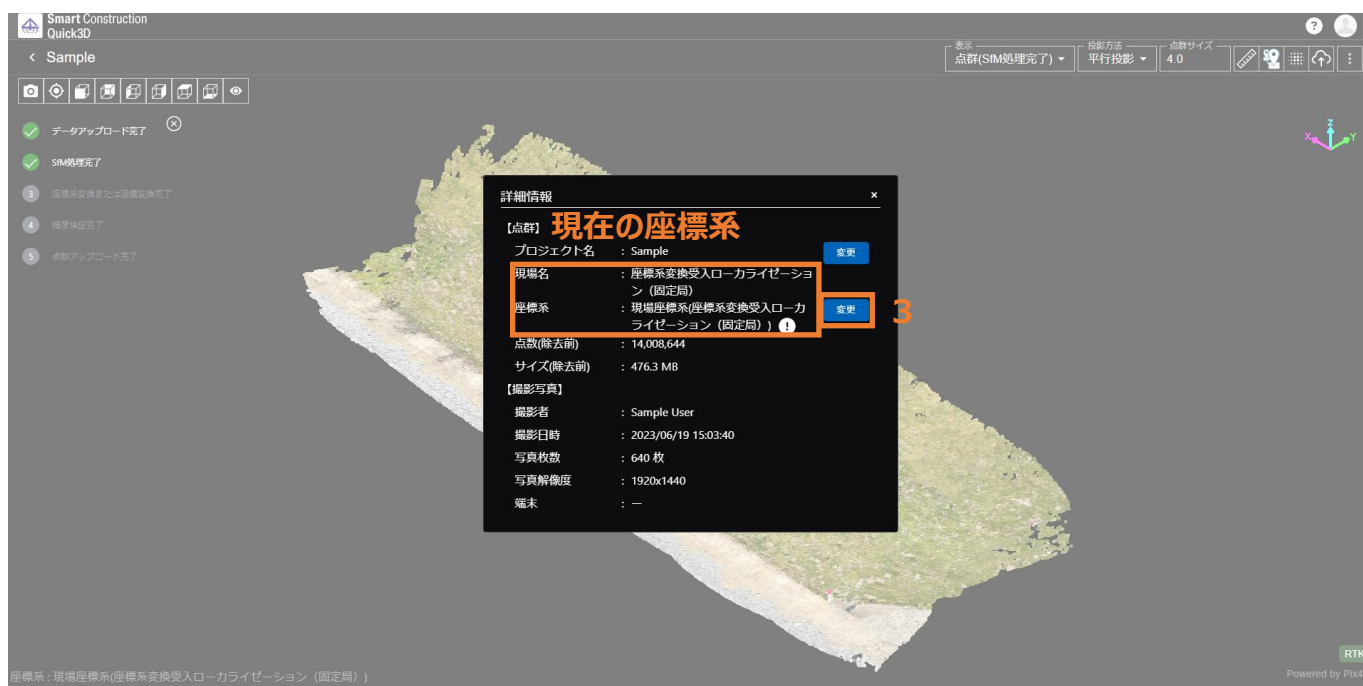 Smart Construction
Quick3D
?
< Sample
表示
点群(SfM処理完了)
投影方法
平行投影
点群サイズ
4.0
データアップロード完了
SfM処理完了
3 座標系変換または座標変換完了
4 精度検証完了
5 点群アップロード完了
Z
X
Y
詳細情報 ×
【点群】 現在の座標系
プロジェクト名 : Sample 変更
現場名 : 座標系変換受入ローカライゼーショ
ン（固定局）
座標系 : 現場座標系(座標系変換受入ローカ 変更 3
ライゼーション（固定局）) !
点数(除去前) : 14,008,644
サイズ(除去前) : 476.3 MB
【撮影写真】
撮影者 : Sample User
撮影日時 : 2023/06/19 15:03:40
写真枚数 : 640 枚
写真解像度 : 1920x1440
端末 : ー
RTK
座標系 : 現場座標系(座標系変換受入ローカライゼーション（固定局）)
Powered by Pix4